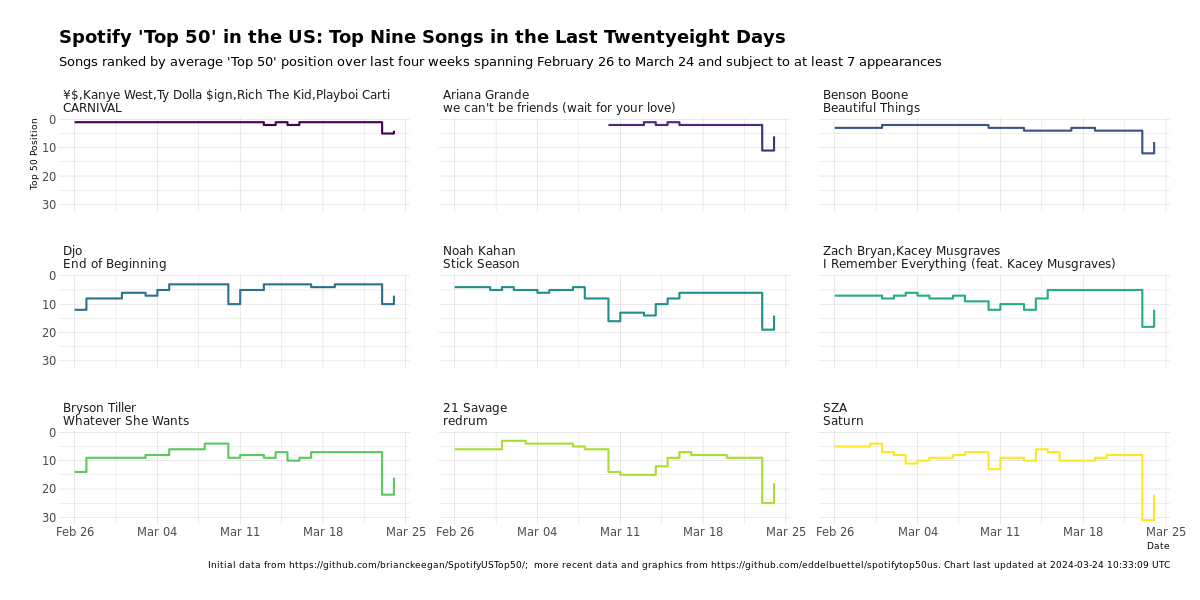 Spotify 'Top 50' in the US: Top Nine Songs in the Last Twentyeight Days
Songs ranked by average 'Top 50' position over last four weeks spanning February 26 to March 24 and subject to at least 7 appearances
¥$,Kanye West,Ty Dolla $ign,Rich The Kid,Playboi Carti
CARNIVAL
Ariana Grande
we can't be friends (wait for your love)
Benson Boone
Beautiful Things
Top 50 Position
0
10
20
30
Djo
End of Beginning
Noah Kahan
Stick Season
Zach Bryan,Kacey Musgraves
I Remember Everything (feat. Kacey Musgraves)
0
10
20
30
Bryson Tiller
Whatever She Wants
21 Savage
redrum
SZA
Saturn
0
10
20
30
Feb 26 Mar 04 Mar 11 Mar 18 Mar 25 Feb 26 Mar 04 Mar 11 Mar 18 Mar 25 Feb 26 Mar 04 Mar 11 Mar 18 Mar 25
Date
Initial data from https://github.com/brianckeegan/SpotifyUSTop50/;  more recent data and graphics from https://github.com/eddelbuettel/spotifytop50us. Chart last updated at 2024-03-24 10:33:09 UTC